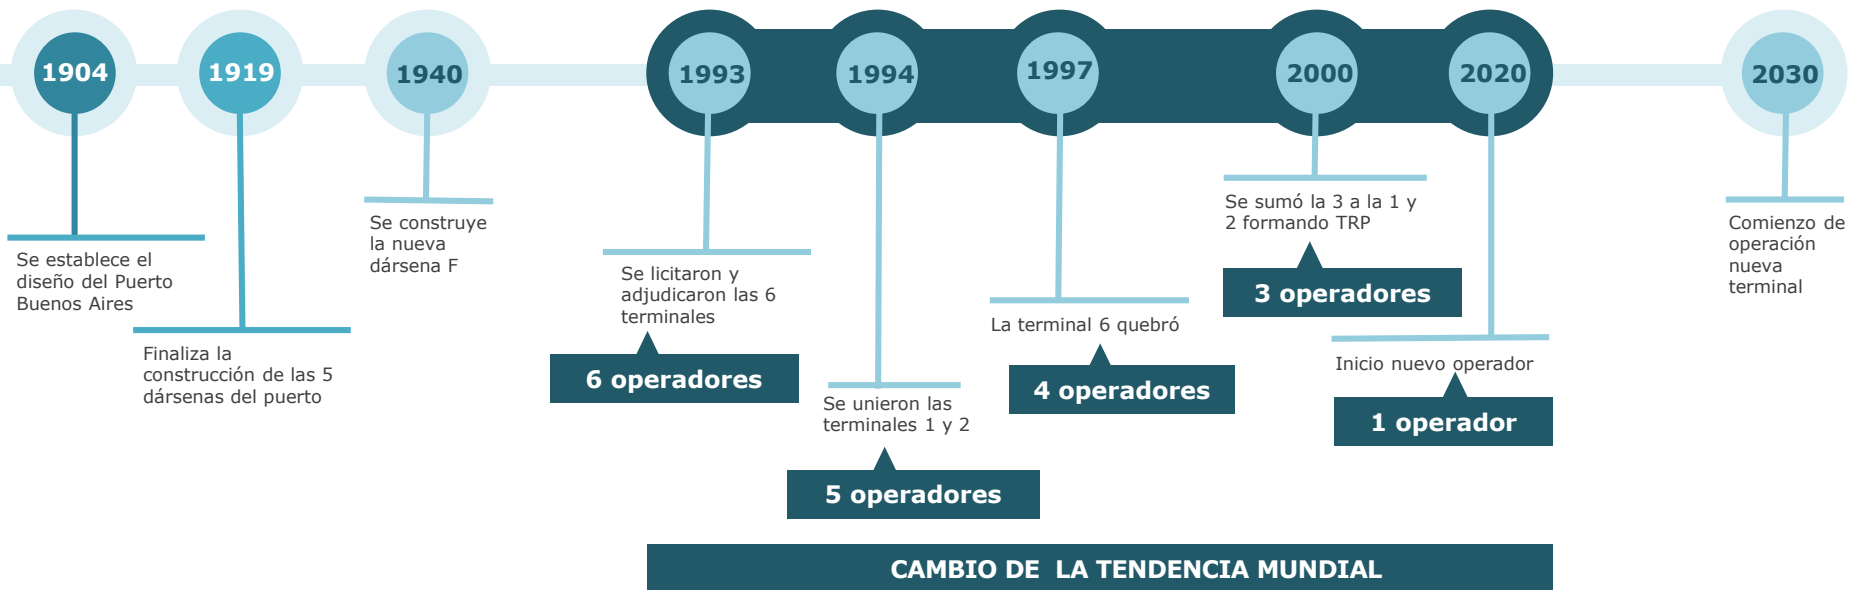 1904
1919
1940
1993
1994
1997
2000
2020
2030
Se establece el
diseño del Puerto
Buenos Aires
Finaliza la
construcción de las 5
dársenas del puerto
Se construye
la nueva
dársena F
Se licitaron y
adjudicaron las 6
terminales
6 operadores
Se unieron las
terminales 1 y 2
5 operadores
La terminal 6 quebró
4 operadores
Se sumó la 3 a la 1 y
2 formando TRP
3 operadores
Inicio nuevo operador
1 operador
Comienzo de
operación
nueva
terminal
CAMBIO DE LA TENDENCIA MUNDIAL